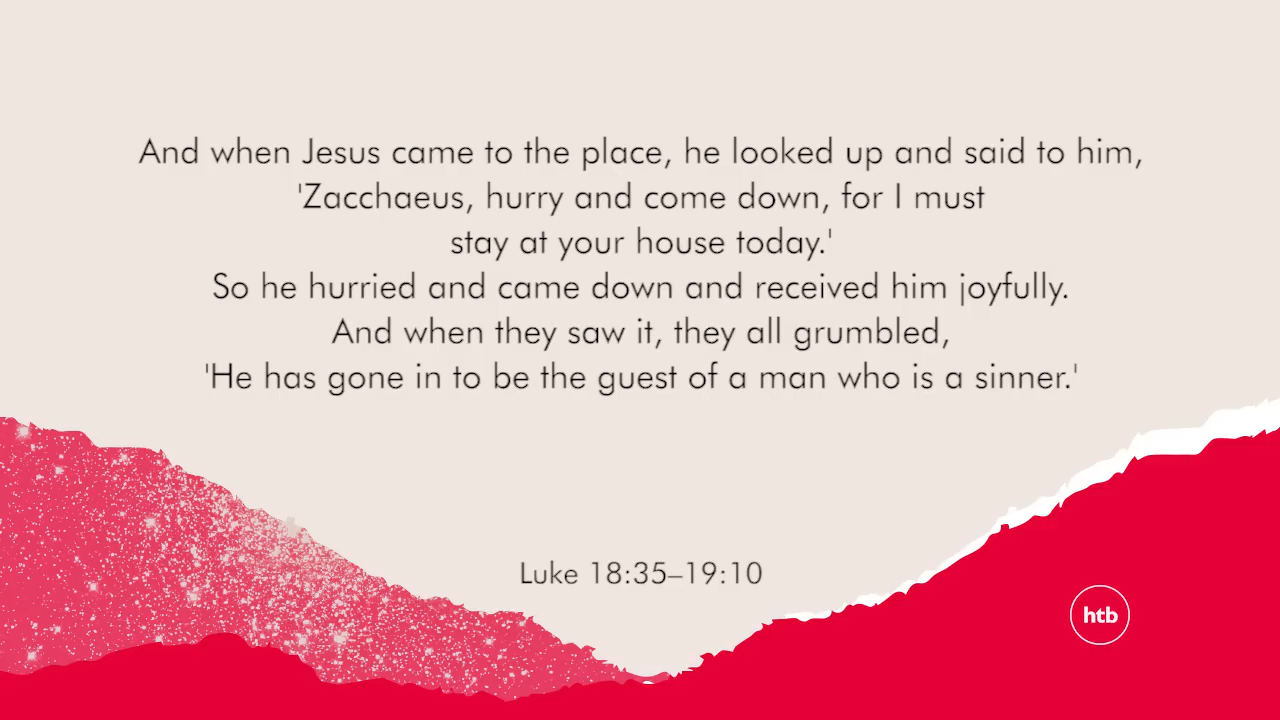 And when Jesus came to the place, he looked up and said to him,
'Zacchaeus, hurry and come down, for I must
stay at your house today.'
So he hurried and came down and received him joyfully.
And when they saw it, they all grumbled,
'He has gone in to be the guest of a man who is a sinner.'
Luke 18:35–19:10
htb